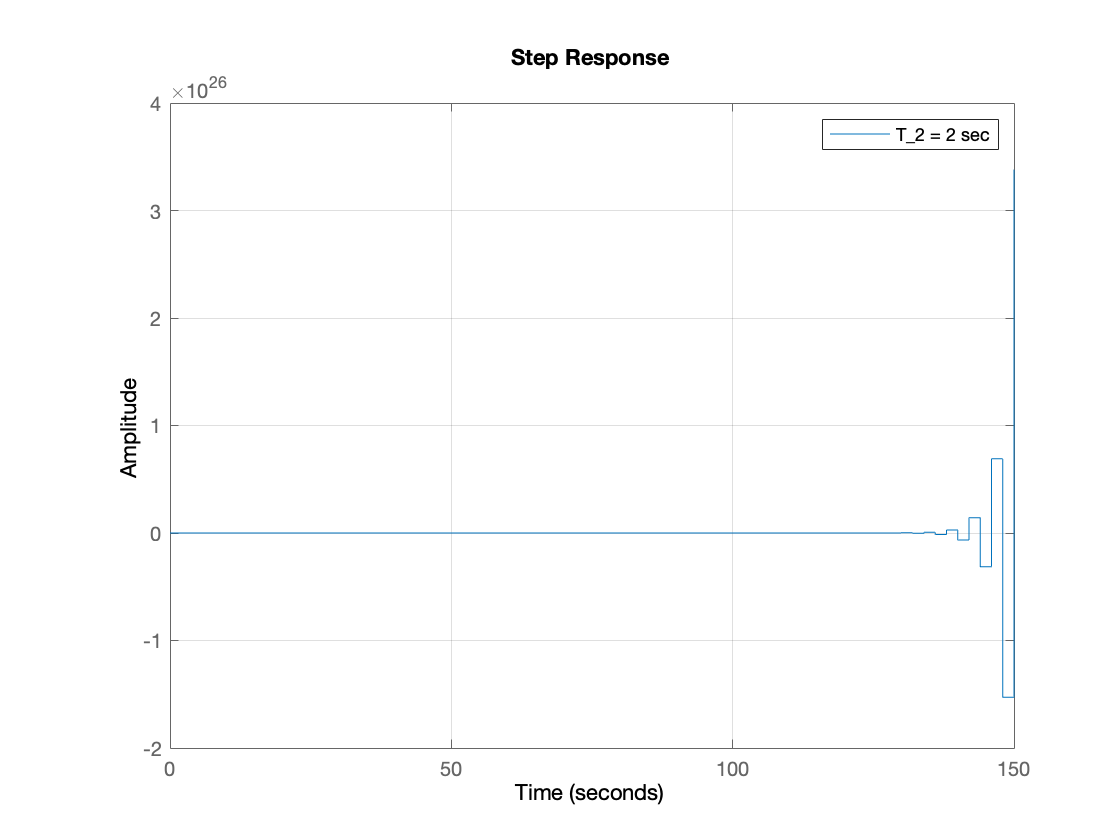 Step Response
×10^26
4
T_2 = 2 sec
3
2
1
0
-1
-2
Amplitude
0 50 100 150
Time (seconds)